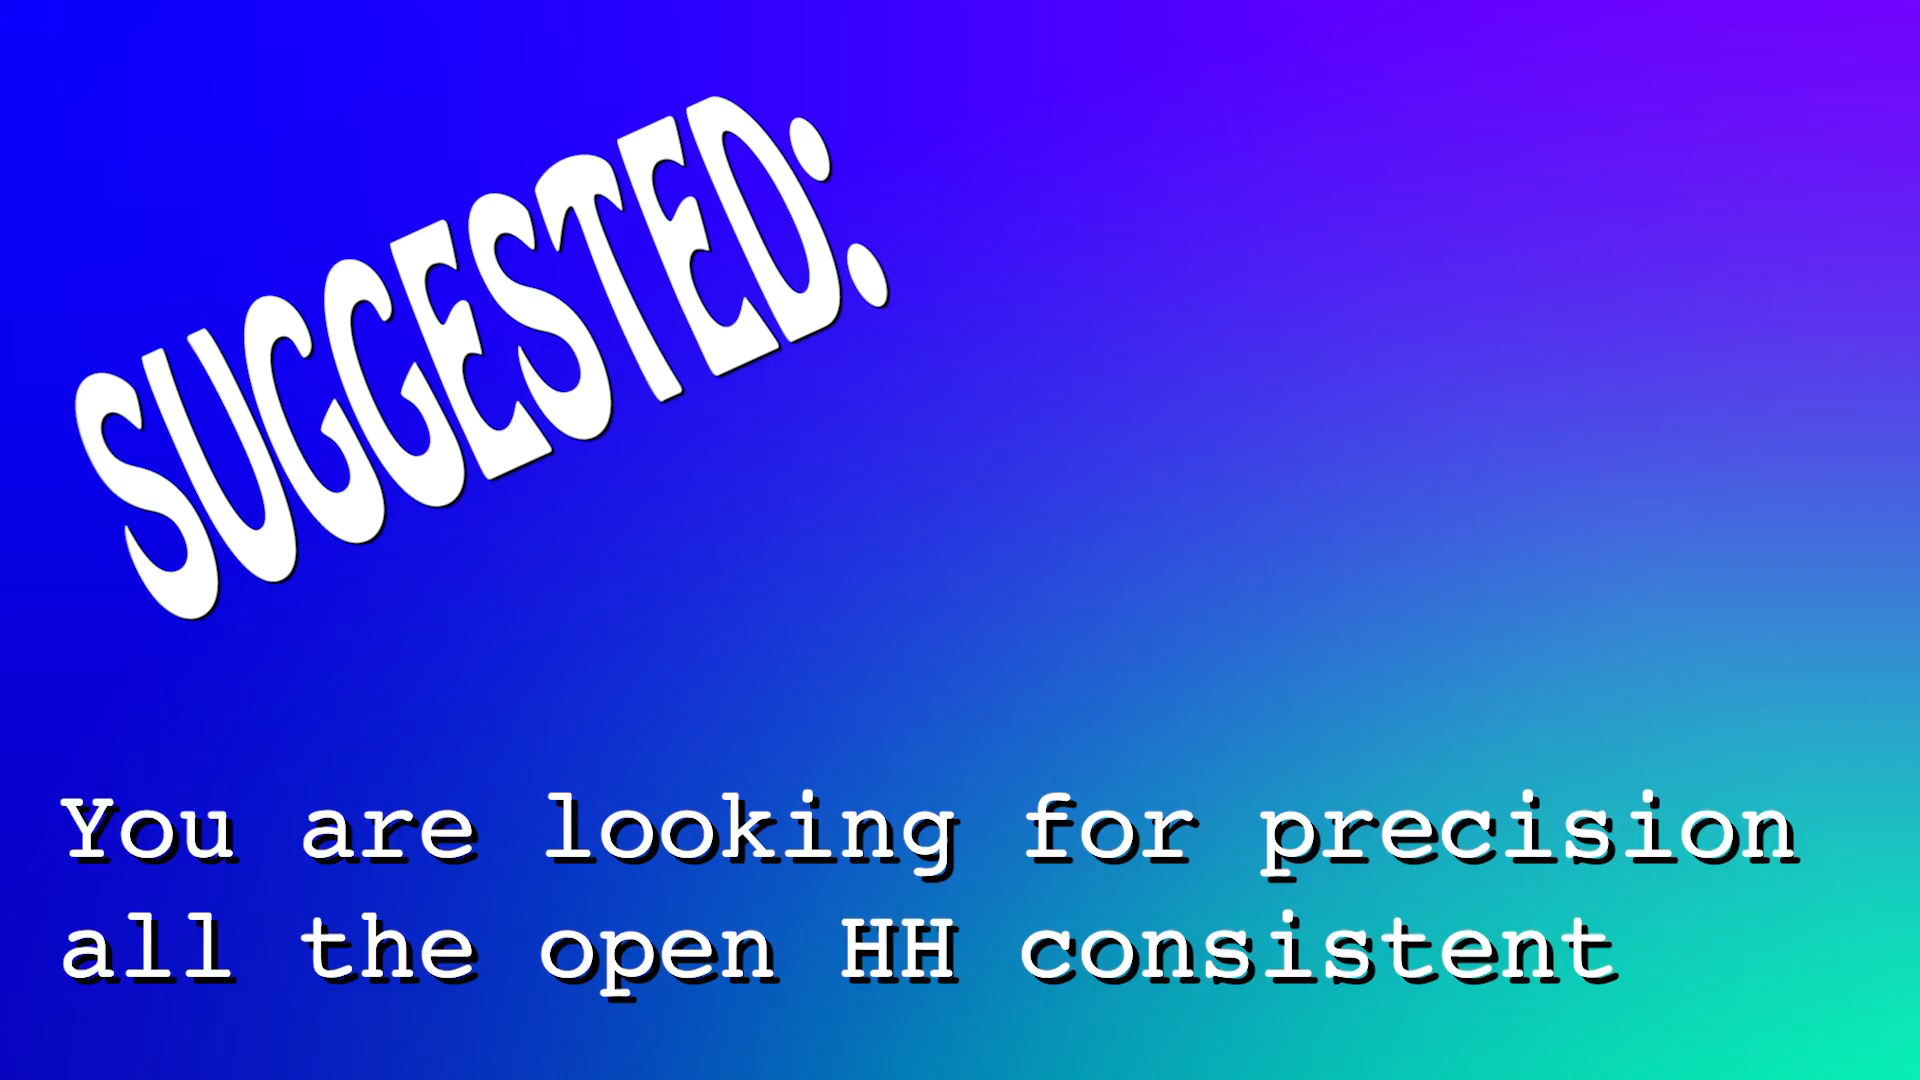 SUGGESTED:
You are looking for precision
all the open HH consistent